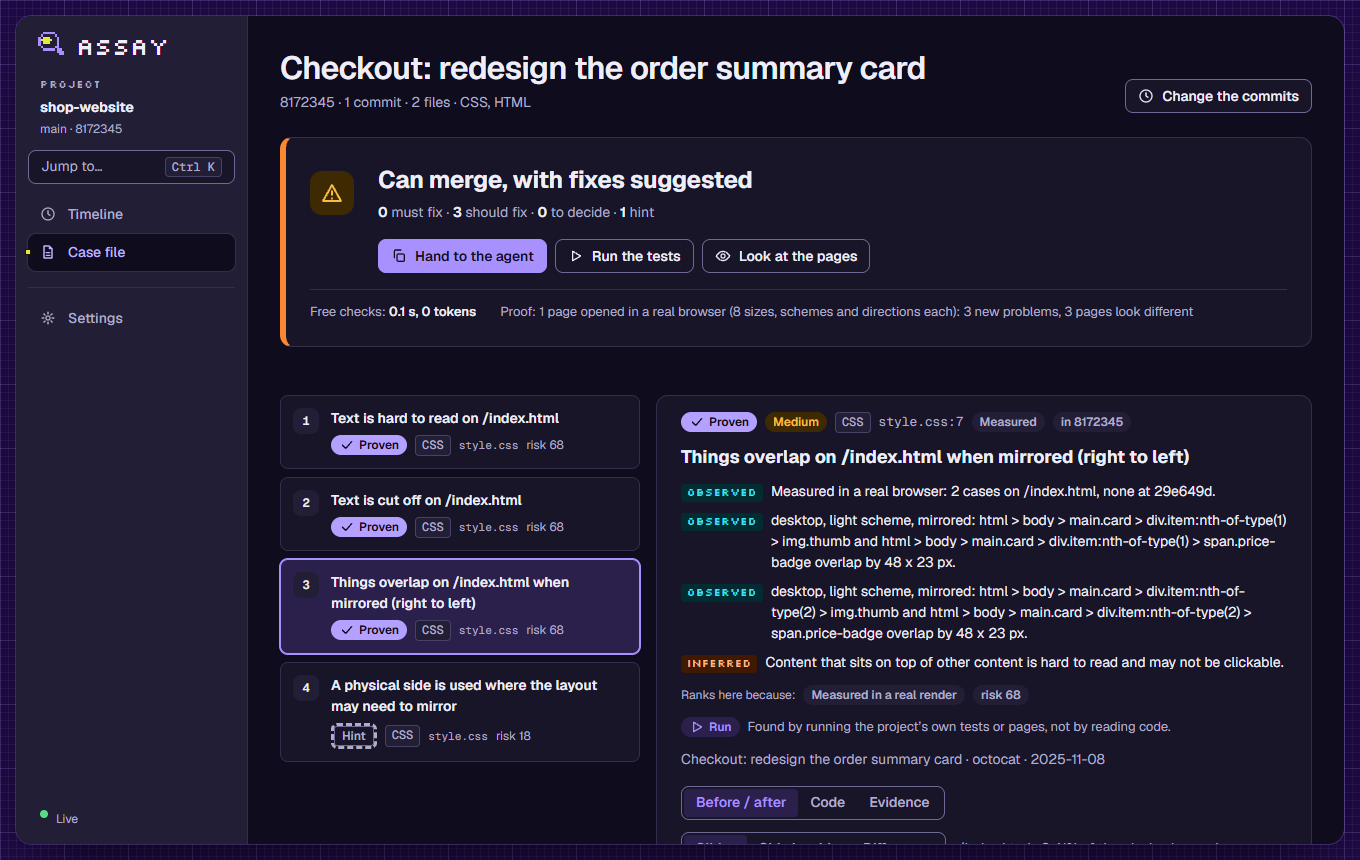 ASSAY
PROJECT
shop-website
main · 8172345
Jump to... Ctrl K
Timeline
Case file
Settings
Live
Checkout: redesign the order summary card
8172345 · 1 commit · 2 files · CSS, HTML
Change the commits
Can merge, with fixes suggested
0 must fix · 3 should fix · 0 to decide · 1 hint
Hand to the agent
Run the tests
Look at the pages
Free checks: 0.1 s, 0 tokens
Proof: 1 page opened in a real browser (8 sizes, schemes and directions each): 3 new problems, 3 pages look different
1 Text is hard to read on /index.html
Proven CSS style.css risk 68
2 Text is cut off on /index.html
Proven CSS style.css risk 68
3 Things overlap on /index.html when
mirrored (right to left)
Proven CSS style.css risk 68
4 A physical side is used where the layout
may need to mirror
Hint CSS style.css risk 18
Proven Medium CSS style.css:7 Measured in 8172345
Things overlap on /index.html when mirrored (right to left)
OBSERVED Measured in a real browser: 2 cases on /index.html, none at 29e649d.
OBSERVED desktop, light scheme, mirrored: html > body > main.card > div.item:nth-of-type(1)
> img.thumb and html > body > main.card > div.item:nth-of-type(1) > span.price-
badge overlap by 48 x 23 px.
OBSERVED desktop, light scheme, mirrored: html > body > main.card > div.item:nth-of-
type(2) > img.thumb and html > body > main.card > div.item:nth-of-type(2) >
span.price-badge overlap by 48 x 23 px.
INFERRED Content that sits on top of other content is hard to read and may not be clickable.
Ranks here because: Measured in a real render risk 68
Run Found by running the project's own tests or pages, not by reading code.
Checkout: redesign the order summary card · octocat · 2025-11-08
Before / after Code Evidence